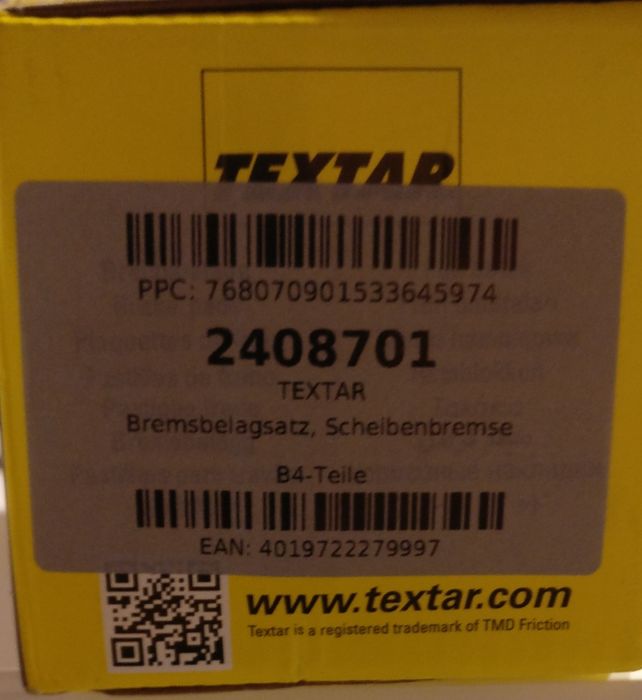 TEXTAR
PPC: 768070901533645974
2408701
TEXTAR
Bremsbelagsatz, Scheibenbremse
B4-Teile
EAN: 4019722279997
www.textar.com
Textar is a registered trademark of TMD Friction